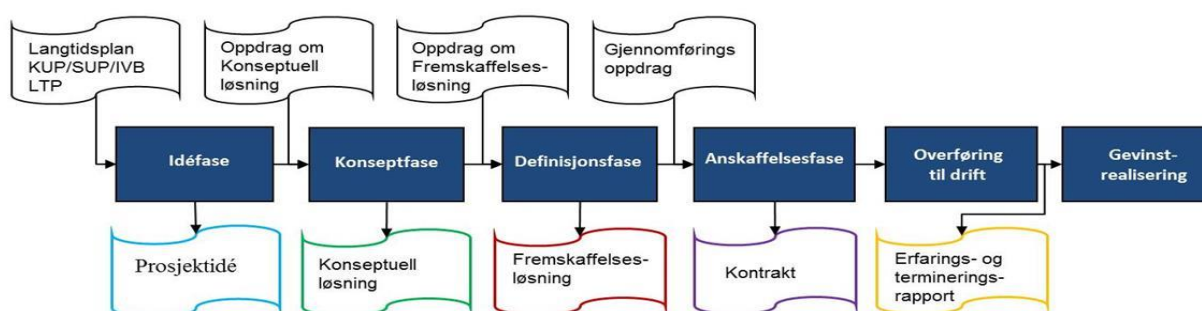 Langtidsplan
KUP/SUP/IVB
LTP
Oppdrag om
Konseptuell
løsning
Oppdrag om
Fremskaffelses-
løsning
Gjennomførings
oppdrag
Idéfase
Konseptfase
Definisjonsfase
Anskaffelsesfase
Overføring
til drift
Gevinst-
realisering
Prosjektidé
Konseptuell
løsning
Fremskaffelses-
løsning
Kontrakt
Erfarings- og
terminerings-
rapport